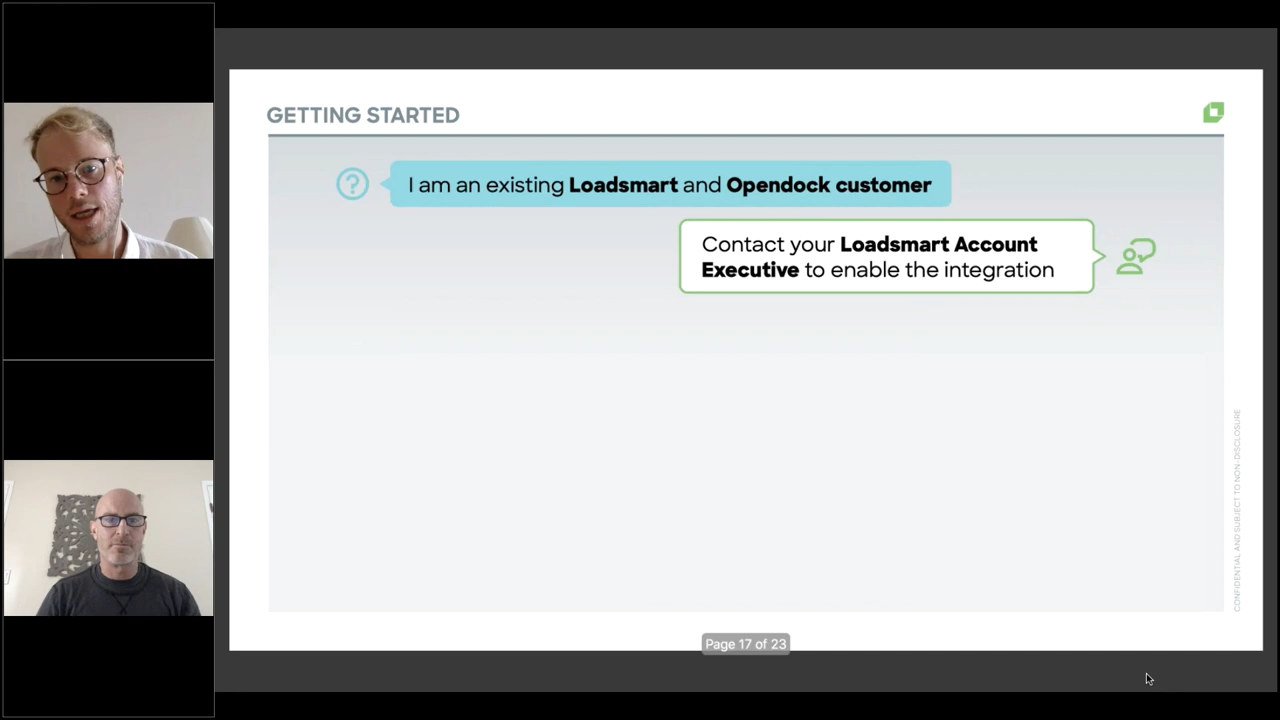 GETTING STARTED
I am an existing Loadsmart and Opendock customer
Contact your Loadsmart Account
Executive to enable the integration
CONFIDENTIAL AND SUBJECT TO NON-DISCLOSURE
Page 17 of 23